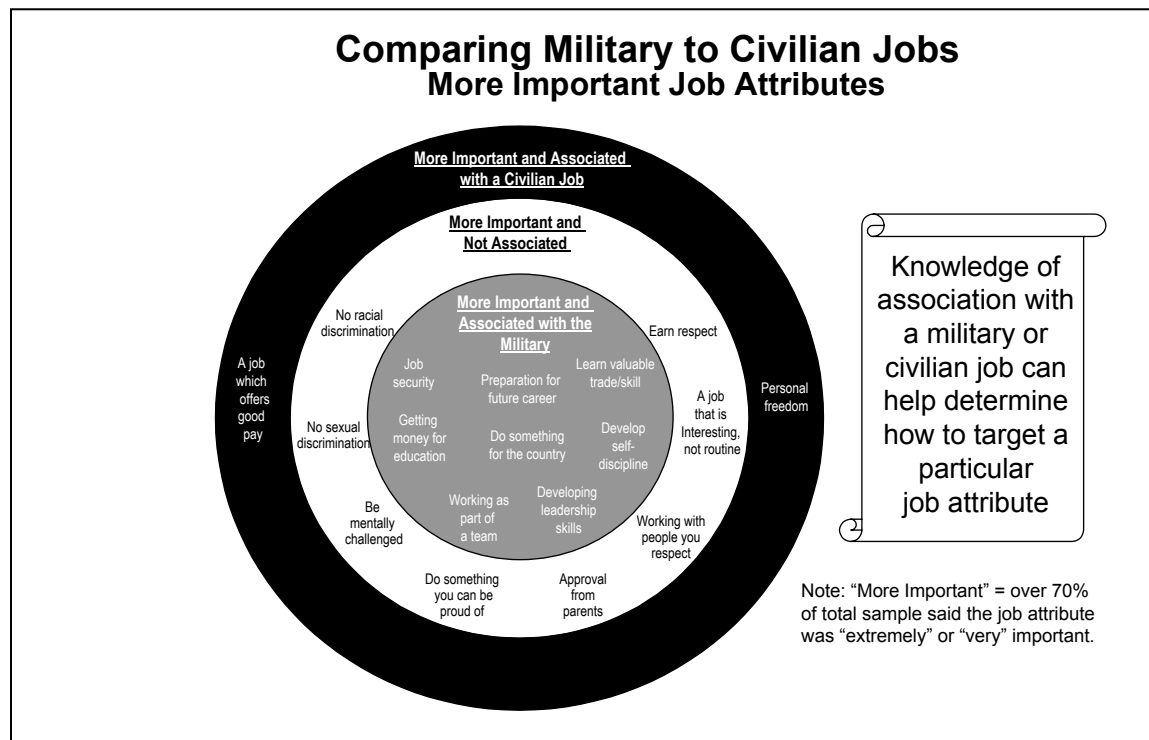 Comparing Military to Civilian Jobs
More Important Job Attributes
More Important and Associated
with a Civilian Job
More Important and
Not Associated
More Important and
Associated with the
Military
No racial
discrimination
Earn respect
Job
security
Preparation for
future career
Learn valuable
trade/skill
A job
which
offers
good
pay
Personal
freedom
No sexual
discrimination
Getting
money for
education
Do something
for the country
Develop
self-
discipline
A job
that is
Interesting,
not routine
Be
mentally
challenged
Working as
part of
a team
Developing
leadership
skills
Working with
people you
respect
Do something
you can be
proud of
Approval
from
parents
Knowledge of
association with
a military or
civilian job can
help determine
how to target a
particular
job attribute
Note: “More Important” = over 70%
of total sample said the job attribute
was “extremely” or “very” important.